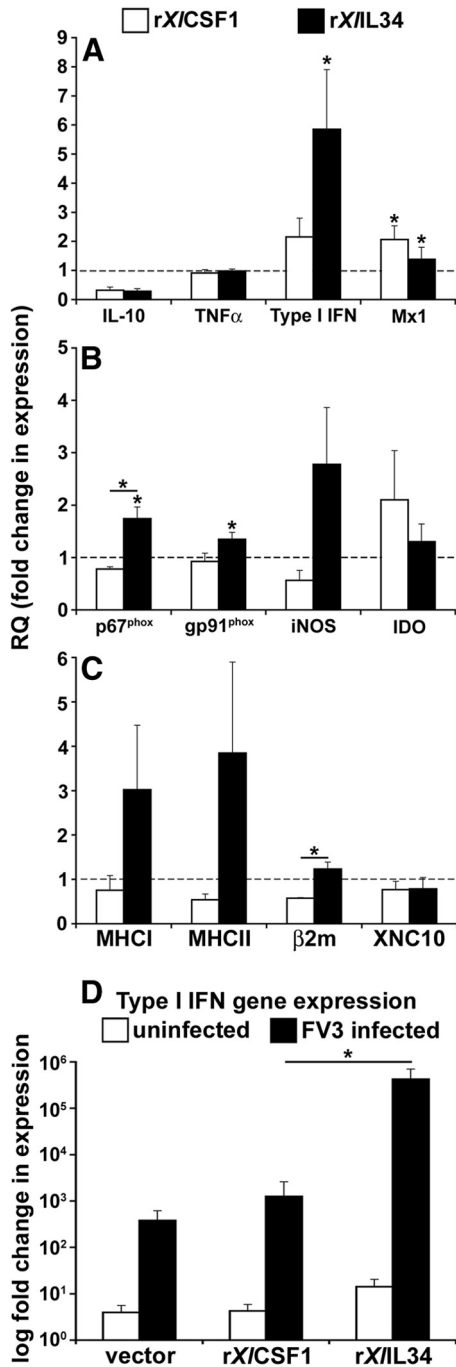 rXlCSF1 rXlIL34
A
9
8
7
6
5
4
3
2
1
0
* * *
IL-10 TNFα Type I IFN Mx1
RQ (fold change in expression)
B
5
4
3
2
1
0
* * *
p67phox gp91phox iNOS IDO
C
6
5
4
3
2
1
0
*
MHCI MHCII β2m XNC10
D Type I IFN gene expression
uninfected FV3 infected
log fold change in expression
10⁶
10⁵
10⁴
10³
10²
10¹
10⁰
*
vector rXlCSF1 rXlIL34